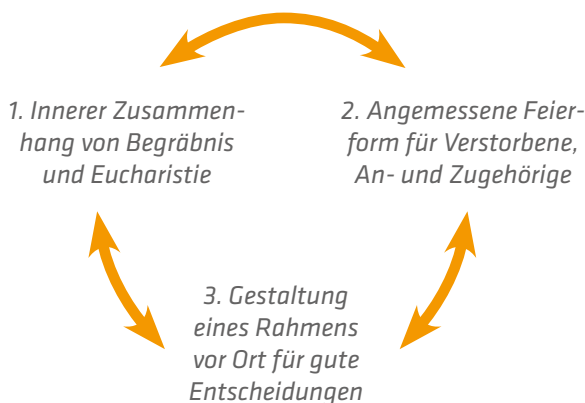 1. Innerer Zusammen-
hang von Begräbnis
und Eucharistie
2. Angemessene Feier-
form für Verstorbene,
An- und Zugehörige
3. Gestaltung
eines Rahmens
vor Ort für gute
Entscheidungen